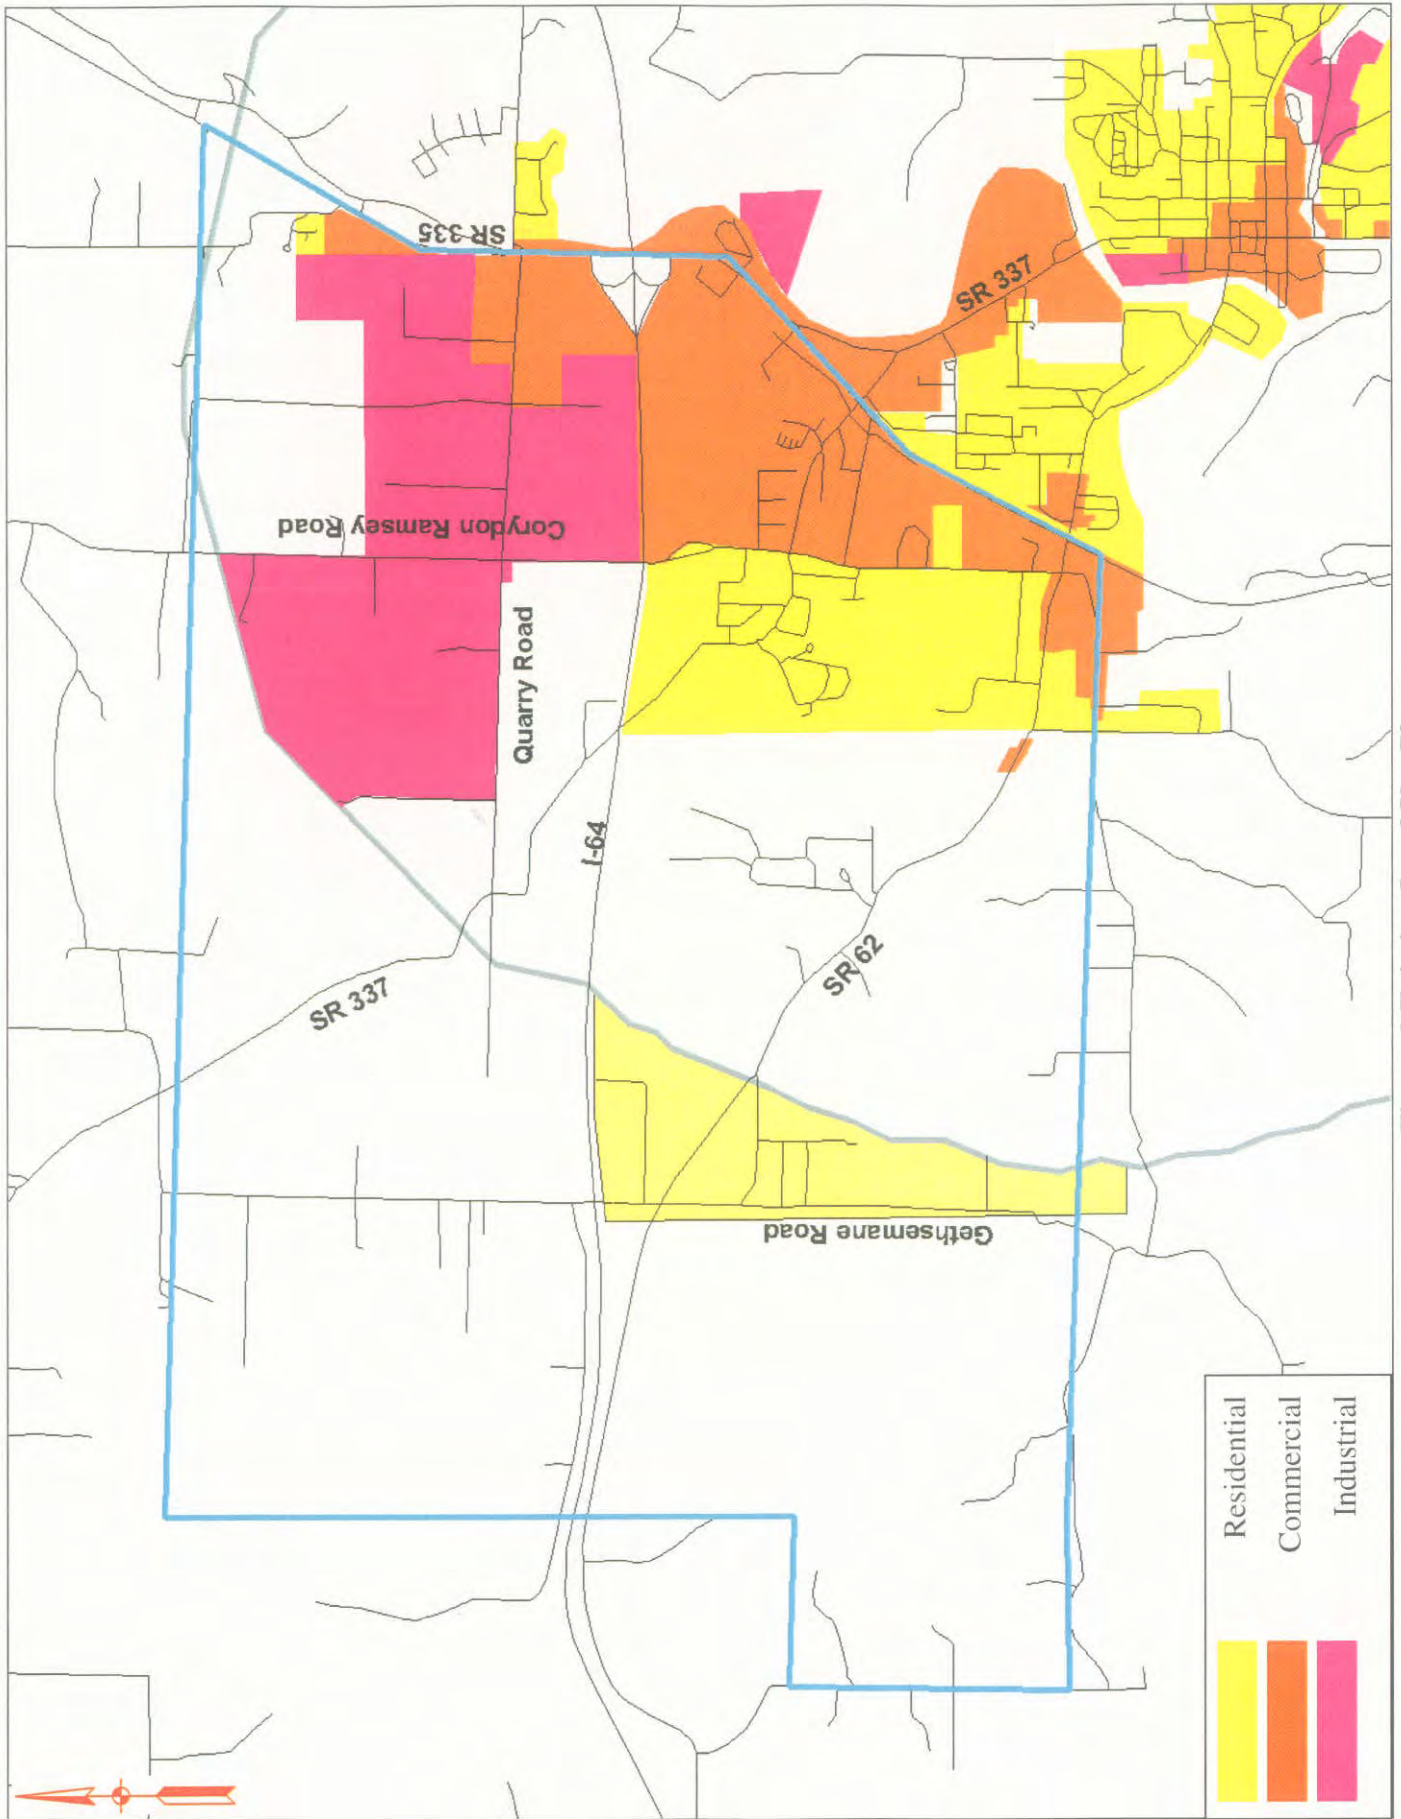 SR 335
SR 337
Corydon Ramsey Road
Quarry Road
I-64
SR 337
SR 62
Gethsemane Road
Residential
Commercial
Industrial